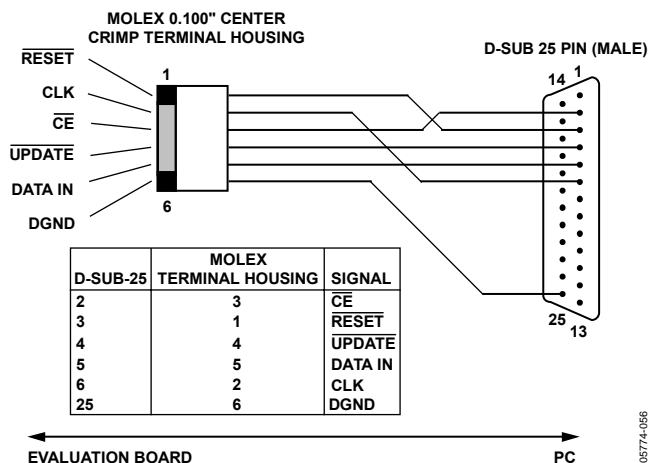 MOLEX 0.100" CENTER
CRIMP TERMINAL HOUSING
D-SUB 25 PIN (MALE)
RESET
CLK
CE
UPDATE
DATA IN
DGND
1
6
14 1
25
13
D-SUB-25 MOLEX TERMINAL HOUSING SIGNAL
2 3 CE
3 1 RESET
4 4 UPDATE
5 5 DATA IN
6 2 CLK
25 6 DGND
EVALUATION BOARD PC
05774-056